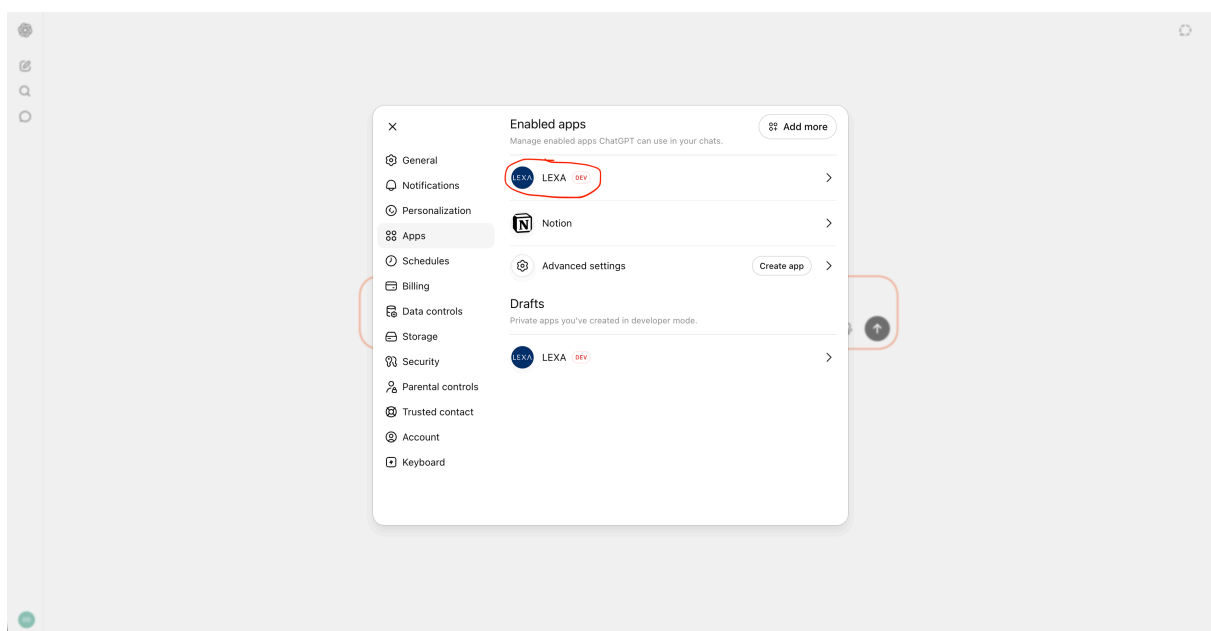 General
Notifications
Personalization
Apps
Schedules
Billing
Data controls
Storage
Security
Parental controls
Trusted contact
Account
Keyboard
Enabled apps
Manage enabled apps ChatGPT can use in your chats.
Add more
LEXA LEXA DEV
N Notion
Advanced settings Create app
Drafts
Private apps you've created in developer mode.
LEXA LEXA DEV